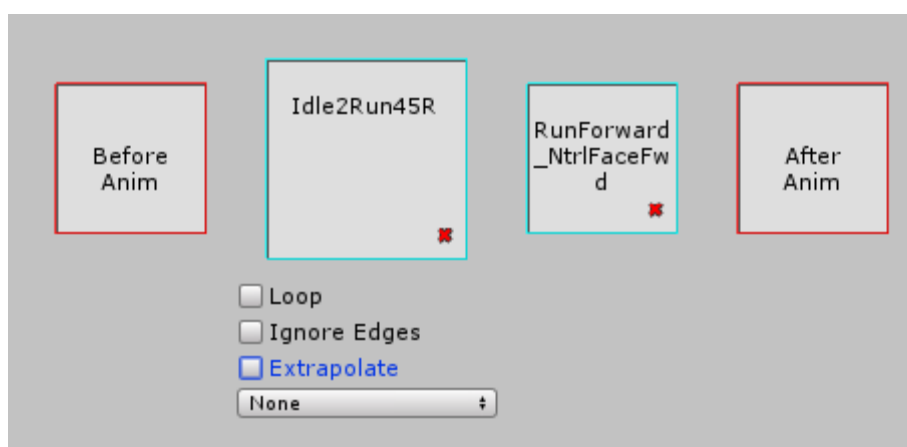 Before
Anim
Idle2Run45R
RunForward
_NtrlFaceFw
d
After
Anim
Loop
Ignore Edges
Extrapolate
None